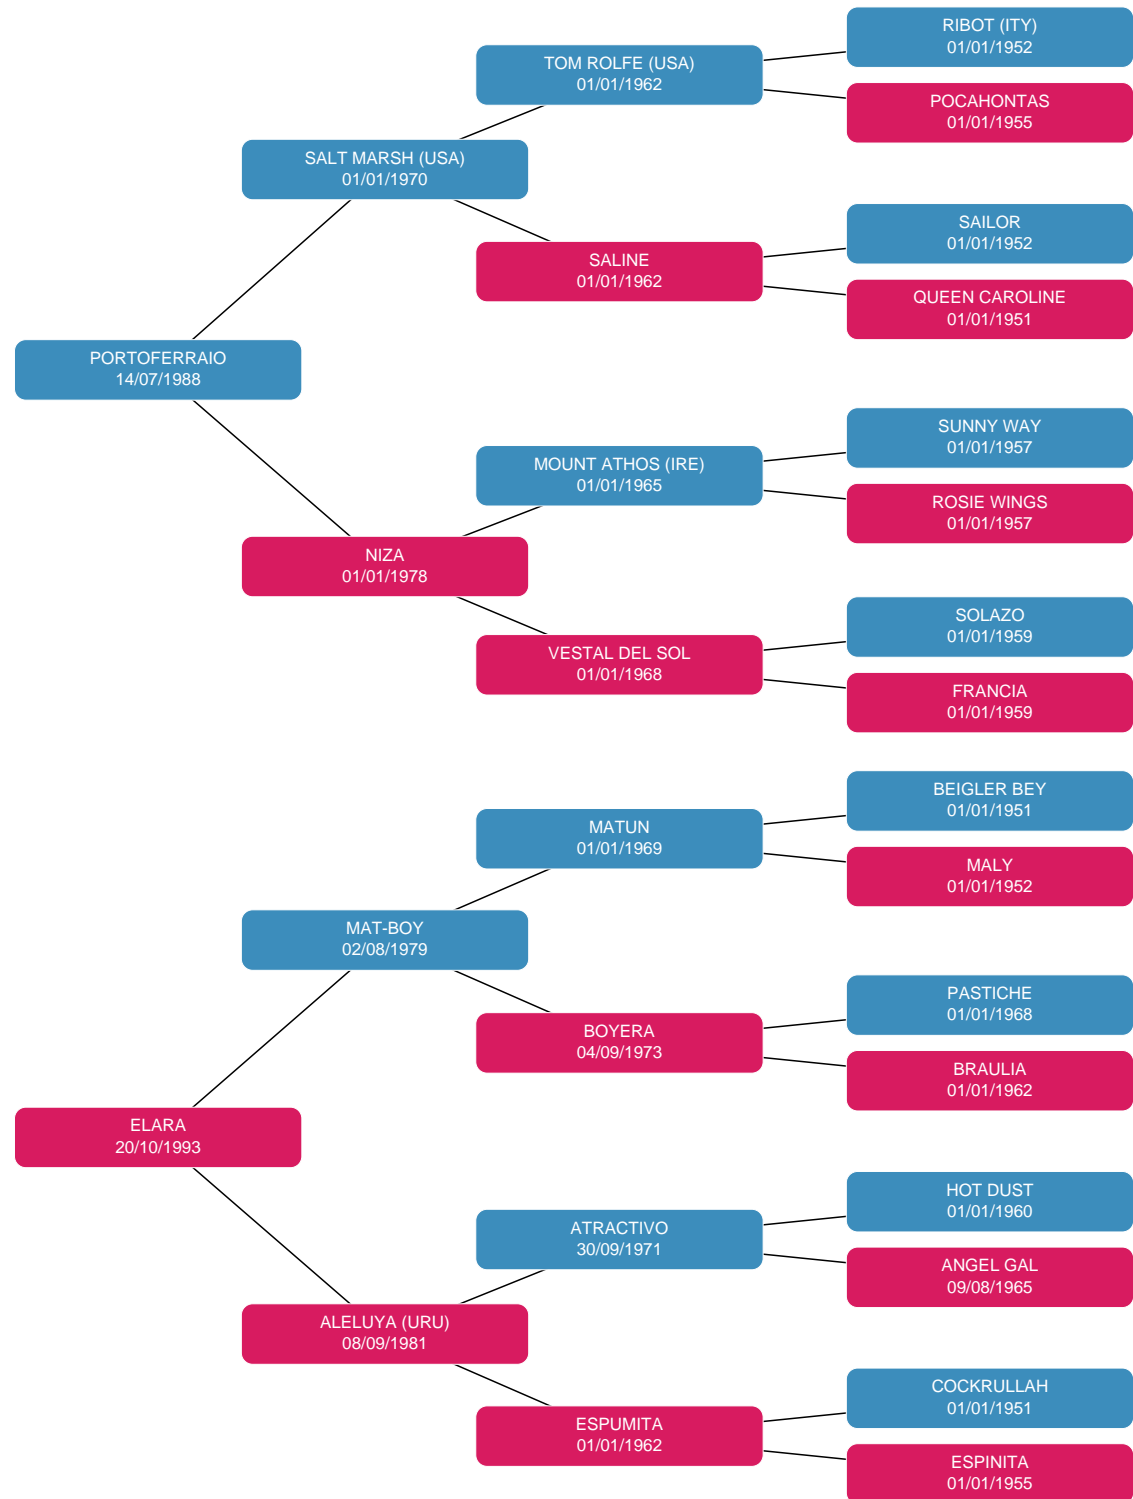 RIBOT (ITY)
01/01/1952
TOM ROLFE (USA)
01/01/1962
POCAHONTAS
01/01/1955
SALT MARSH (USA)
01/01/1970
SAILOR
01/01/1952
SALINE
01/01/1962
QUEEN CAROLINE
01/01/1951
PORTOFERRAIO
14/07/1988
SUNNY WAY
01/01/1957
MOUNT ATHOS (IRE)
01/01/1965
ROSIE WINGS
01/01/1957
NIZA
01/01/1978
SOLAZO
01/01/1959
VESTAL DEL SOL
01/01/1968
FRANCIA
01/01/1959
BEIGLER BEY
01/01/1951
MATUN
01/01/1969
MALY
01/01/1952
MAT-BOY
02/08/1979
PASTICHE
01/01/1968
BOYERA
04/09/1973
BRAULIA
01/01/1962
ELARA
20/10/1993
HOT DUST
01/01/1960
ATRACTIVO
30/09/1971
ANGEL GAL
09/08/1965
ALELUYA (URU)
08/09/1981
COCKRULLAH
01/01/1951
ESPUMITA
01/01/1962
ESPINITA
01/01/1955